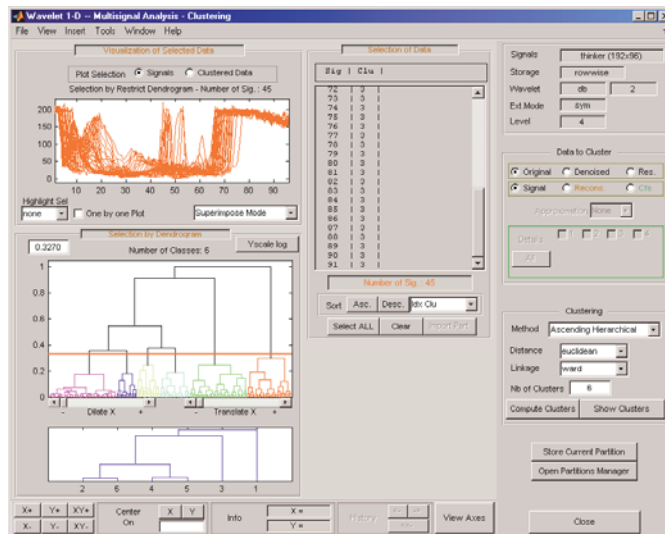 Wavelet 1-D -- Multisignal Analysis - Clustering
File View Insert Tools Window Help
Visualization of Selected Data
Plot Selection Signals Clustered Data
Selection by Restrict Dendrogram - Number of Sig. : 45
200
150
100
50
0
10 20 30 40 50 60 70 80 90
Highlight Sel
none One by one Plot Superimpose Mode
Selection by Dendrogram
0.3270 Number of Classes: 6 Yscale log
1
0.8
0.6
0.4
0.2
0
- Dilate X + - Translate X +
2 6 4 5 3 1
Selection of Data
Sig | Clu |
72 | 3 |
73 | 3 |
74 | 3 |
75 | 3 |
76 | 3 |
77 | 3 |
78 | 3 |
79 | 3 |
80 | 3 |
81 | 3 |
82 | 3 |
83 | 3 |
84 | 3 |
85 | 3 |
86 | 3 |
87 | 3 |
88 | 3 |
89 | 3 |
90 | 3 |
91 | 3 |
Number of Sig. : 45
Sort Asc. Desc. Idx Clu
Select ALL Clear Import Part
Signals thinker (192x96)
Storage rowwise
Wavelet db 2
Ext.Mode sym
Level 4
Data to Cluster
Original Denoised Res.
Signal Recons. Cfs
Approximation None
Details 1 2 3 4
All
Clustering
Method Ascending Hierarchical
Distance euclidean
Linkage ward
Nb of Clusters 6
Compute Clusters Show Clusters
Store Current Partition
Open Partitions Manager
Close
X+ Y+ XY+
X- Y- XY-
Center On X Y
Info X =
Y =
History
View Axes